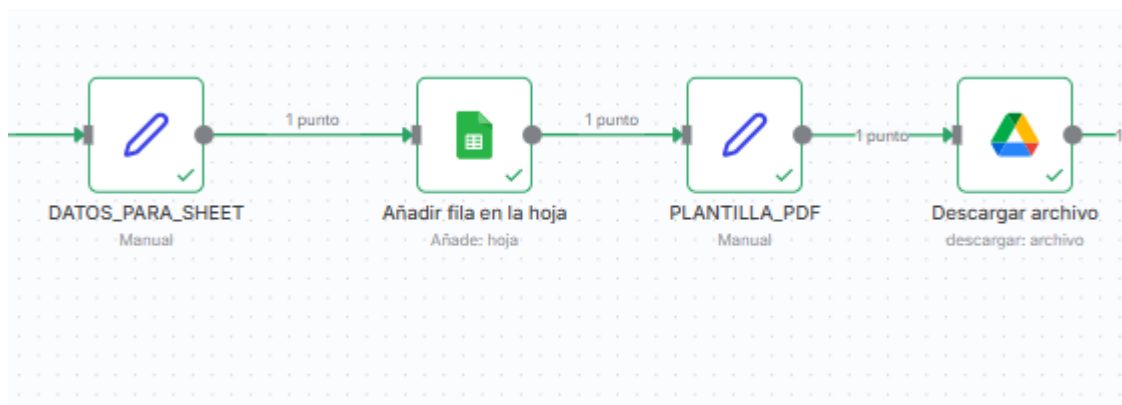 1 punto
1 punto
1 punto
DATOS_PARA_SHEET
Añadir fila en la hoja
PLANTILLA_PDF
Descargar archivo
Manual
Añade: hoja
Manual
descargar: archivo